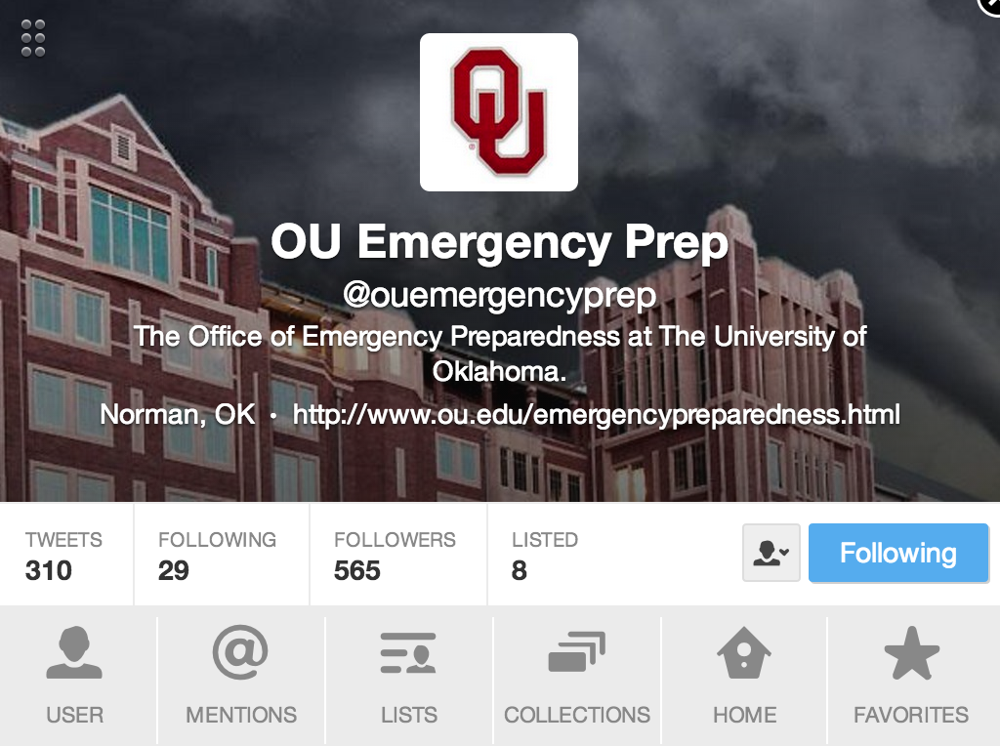 OU
OU Emergency Prep
@ouemergencyprep
The Office of Emergency Preparedness at The University of
Oklahoma.
Norman, OK • http://www.ou.edu/emergencypreparedness.html
TWEETS FOLLOWING FOLLOWERS LISTED
310 29 565 8
Following
USER MENTIONS LISTS COLLECTIONS HOME FAVORITES